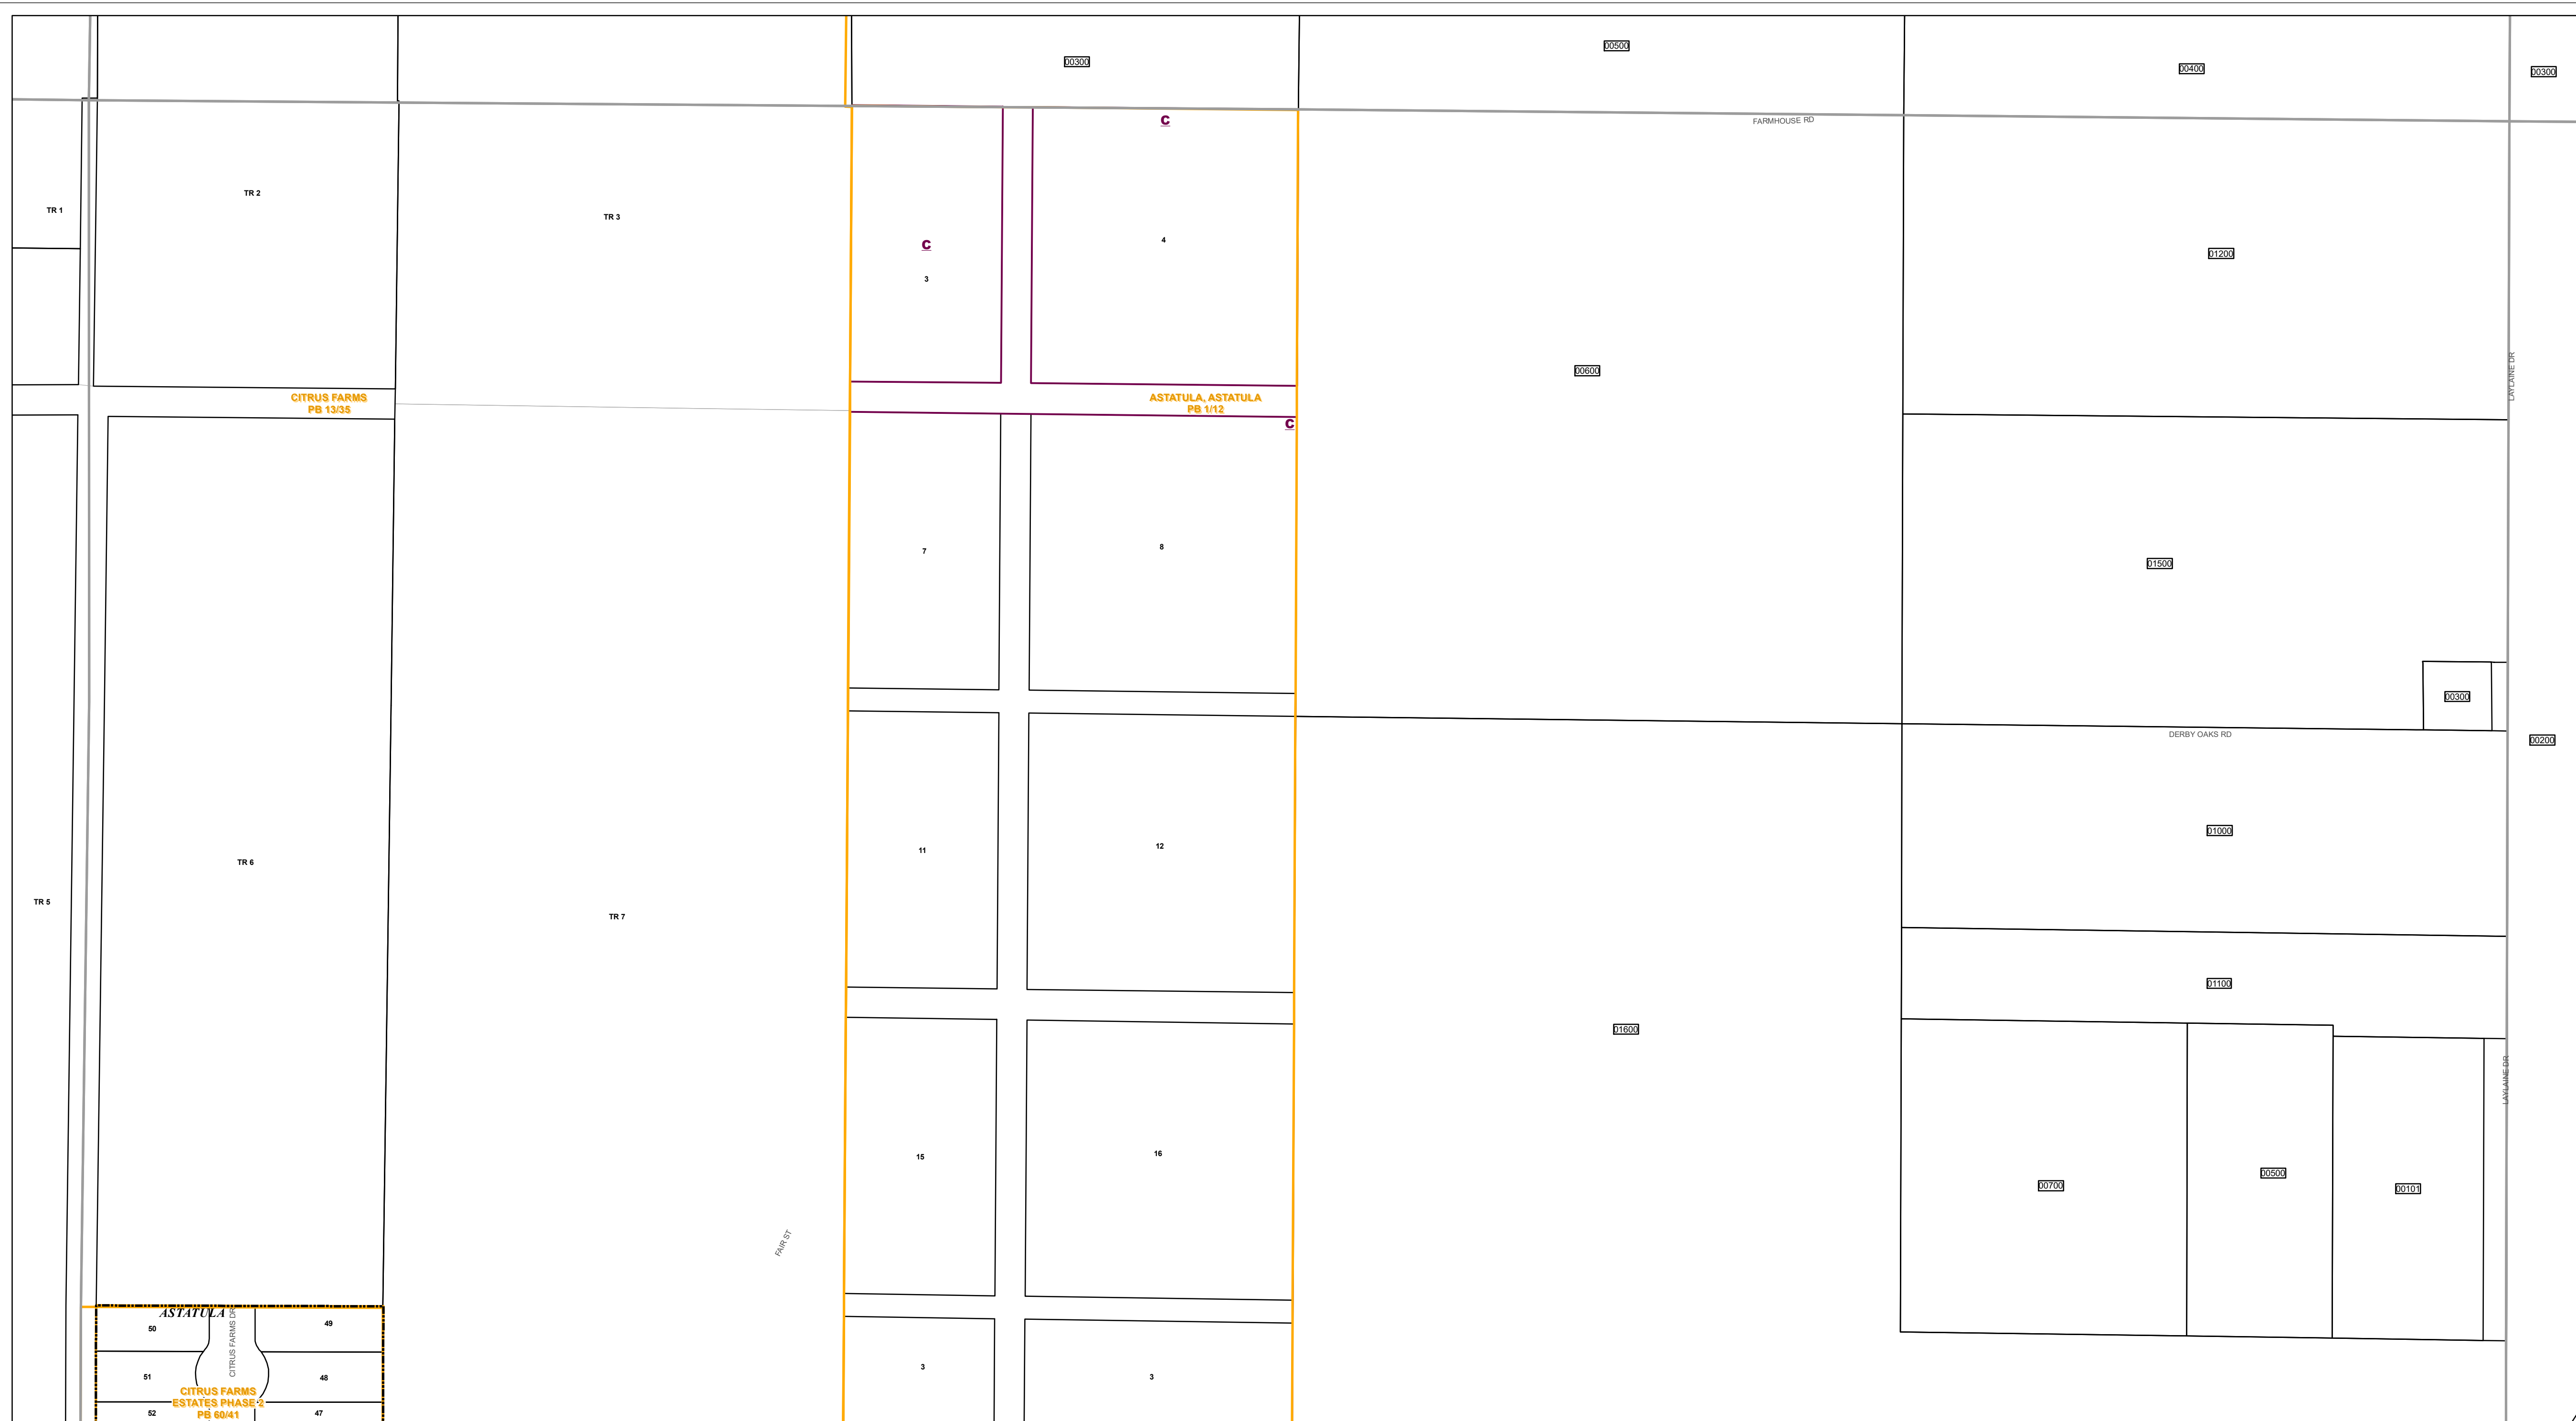 00300
00500
00400
00300
FARMHOUSE RD
C
TR 1
TR 2
TR 3
C
3
4
01200
00600
LAYLAINE DR
CITRUS FARMS
PB 13/35
ASTATULA, ASTATULA
PB 1/12
C
7
8
01500
00300
DERBY OAKS RD
00200
11
12
01000
TR 5
TR 6
TR 7
01100
01600
LAYLAINE DR
15
16
00700
00500
00101
FAIR ST
ASTATULA
50
49
CITRUS FARMS DR
3
3
51
48
CITRUS FARMS
ESTATES PHASE 2
PB 60/41
52
47